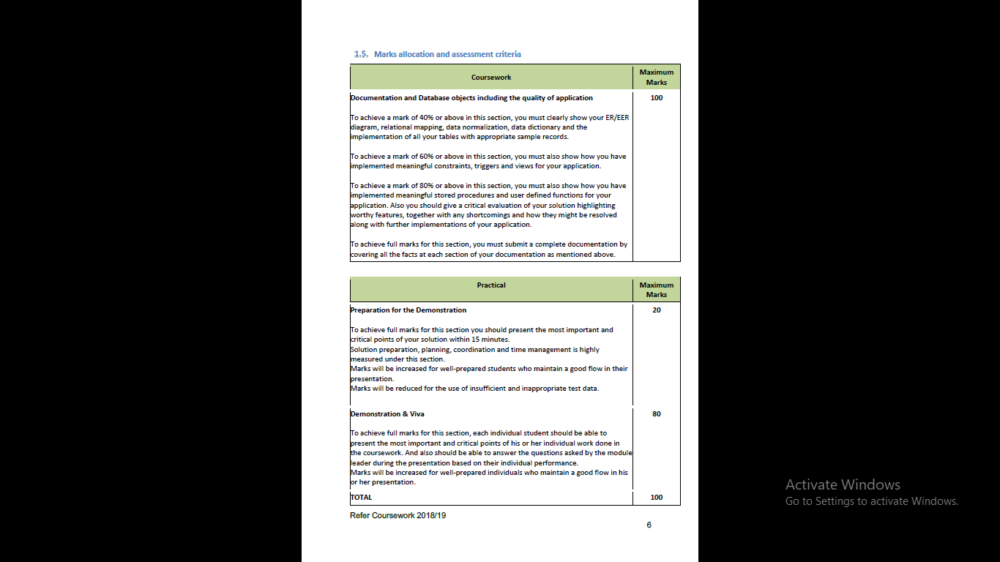 1.5. Marks allocation and assessment criteria
Coursework
Maximum
Marks
Documentation and Database objects including the quality of application
100
To achieve a mark of 40% or above in this section, you must clearly show your ER/EER
diagram, relational mapping, data normalization, data dictionary and the
implementation of all your tables with appropriate sample records.
To achieve a mark of 60% or above in this section, you must also show how you have
implemented meaningful constraints, triggers and views for your application.
To achieve a mark of 80% or above in this section, you must also show how you have
implemented meaningful stored procedures and user defined functions for your
application. Also you should give a critical evaluation of your solution highlighting
worthy features, together with any shortcomings and how they might be resolved
along with further implementations of your application.
To achieve full marks for this section, you must submit a complete documentation by
covering all the facts at each section of your documentation as mentioned above.
Practical
Maximum
Marks
Preparation for the Demonstration
20
To achieve full marks for this section you should present the most important and
critical points of your solution within 15 minutes.
Solution preparation, planning, coordination and time management is highly
measured under this section.
Marks will be increased for well-prepared students who maintain a good flow in their
presentation.
Marks will be reduced for the use of insufficient and inappropriate test data.
Demonstration & Viva
80
To achieve full marks for this section, each individual student should be able to
present the most important and critical points of his or her individual work done in
the coursework. And also should be able to answer the questions asked by the module
leader during the presentation based on their individual performance.
Marks will be increased for well-prepared individuals who maintain a good flow in his
or her presentation.
TOTAL
100
Refer Coursework 2018/19
6
Activate Windows
Go to Settings to activate Windows.